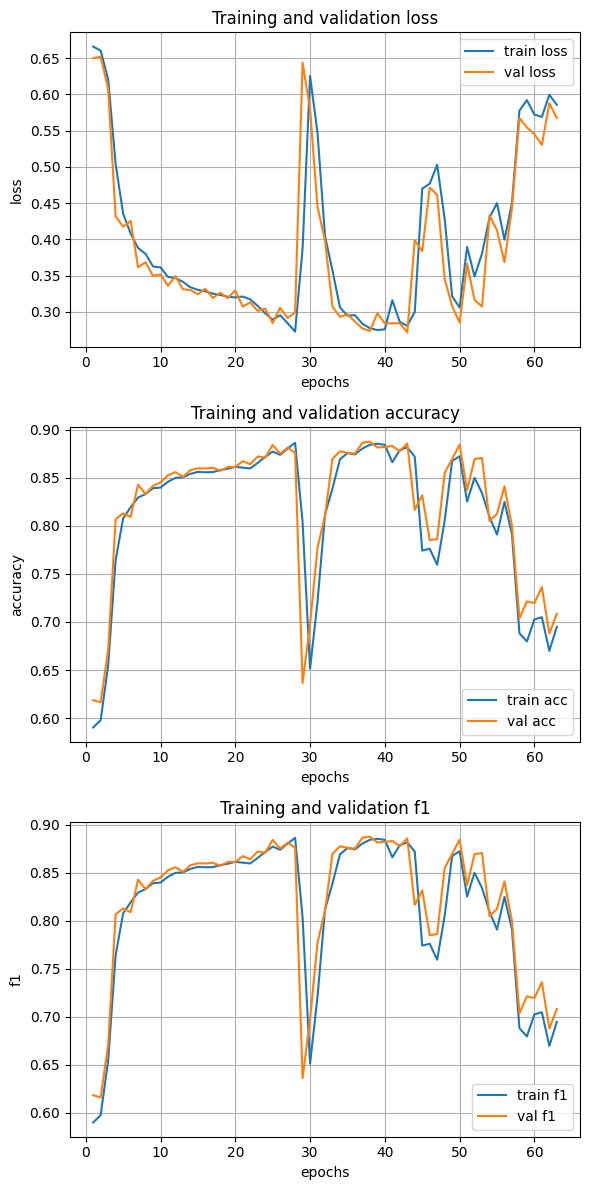 Training and validation loss
0.65
0.60
0.55
0.50
0.45
0.40
0.35
0.30
loss
train loss
val loss
0 10 20 30 40 50 60
epochs
Training and validation accuracy
0.90
0.85
0.80
0.75
0.70
0.65
0.60
accuracy
train acc
val acc
0 10 20 30 40 50 60
epochs
Training and validation f1
0.90
0.85
0.80
0.75
0.70
0.65
0.60
f1
train f1
val f1
0 10 20 30 40 50 60
epochs